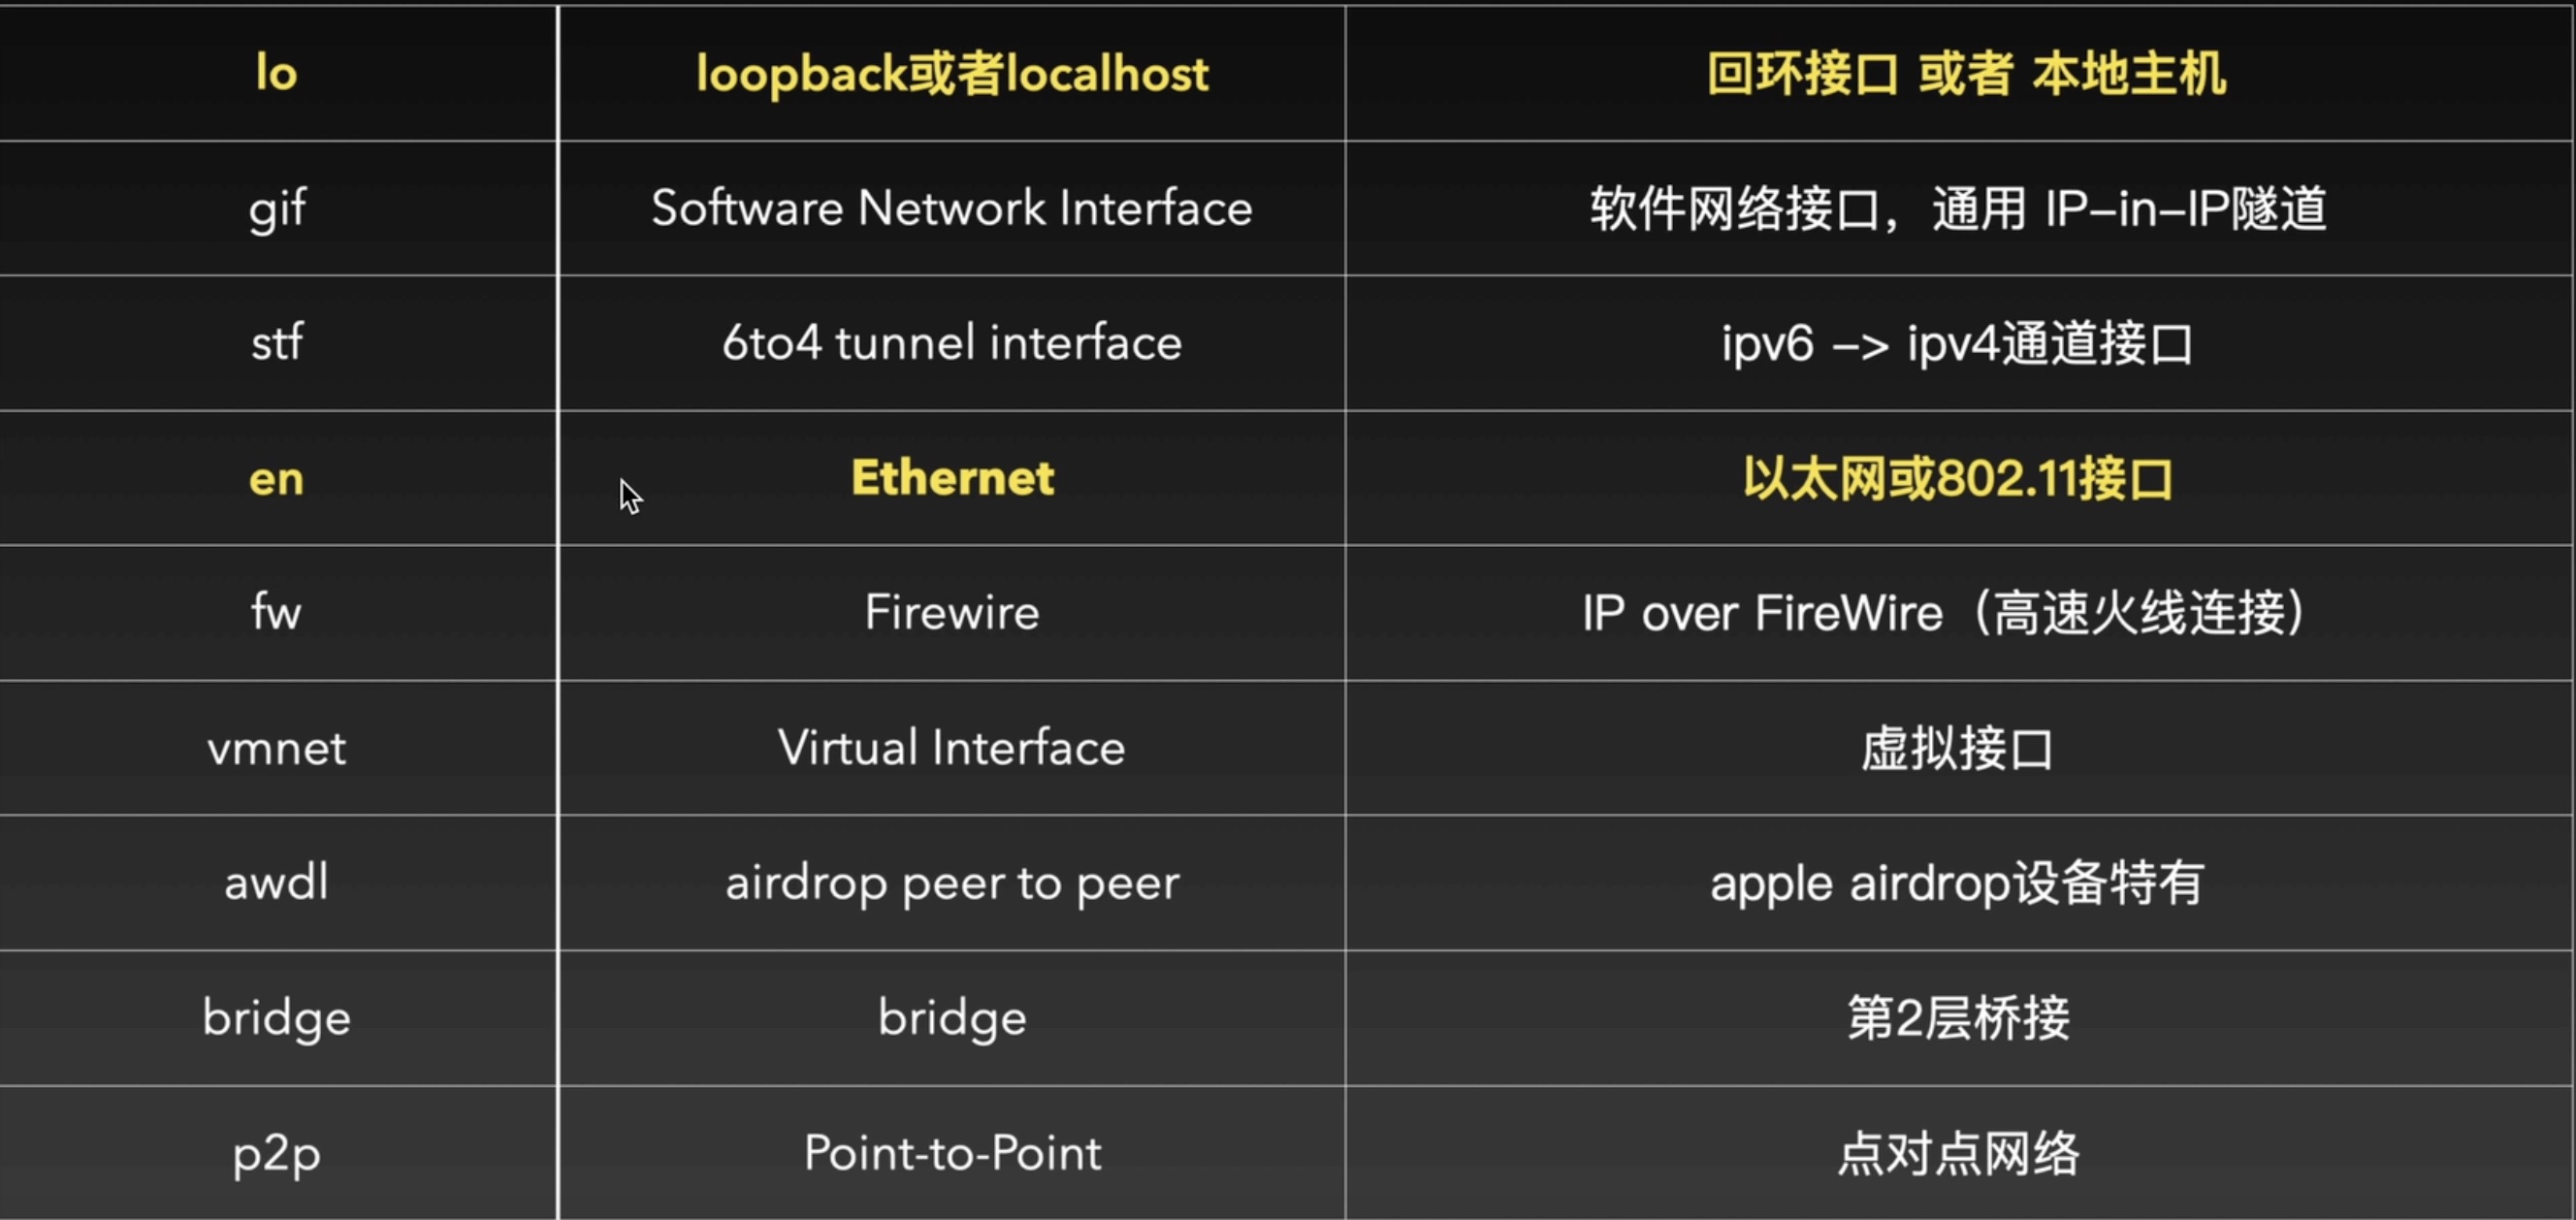 lo loopback或者localhost 回环接口 或者 本地主机
gif Software Network Interface 软件网络接口，通用 IP-in-IP隧道
stf 6to4 tunnel interface ipv6 -> ipv4通道接口
en Ethernet 以太网或802.11接口
fw Firewire IP over FireWire（高速火线连接）
vmnet Virtual Interface 虚拟接口
awdl airdrop peer to peer apple airdrop设备特有
bridge bridge 第2层桥接
p2p Point-to-Point 点对点网络